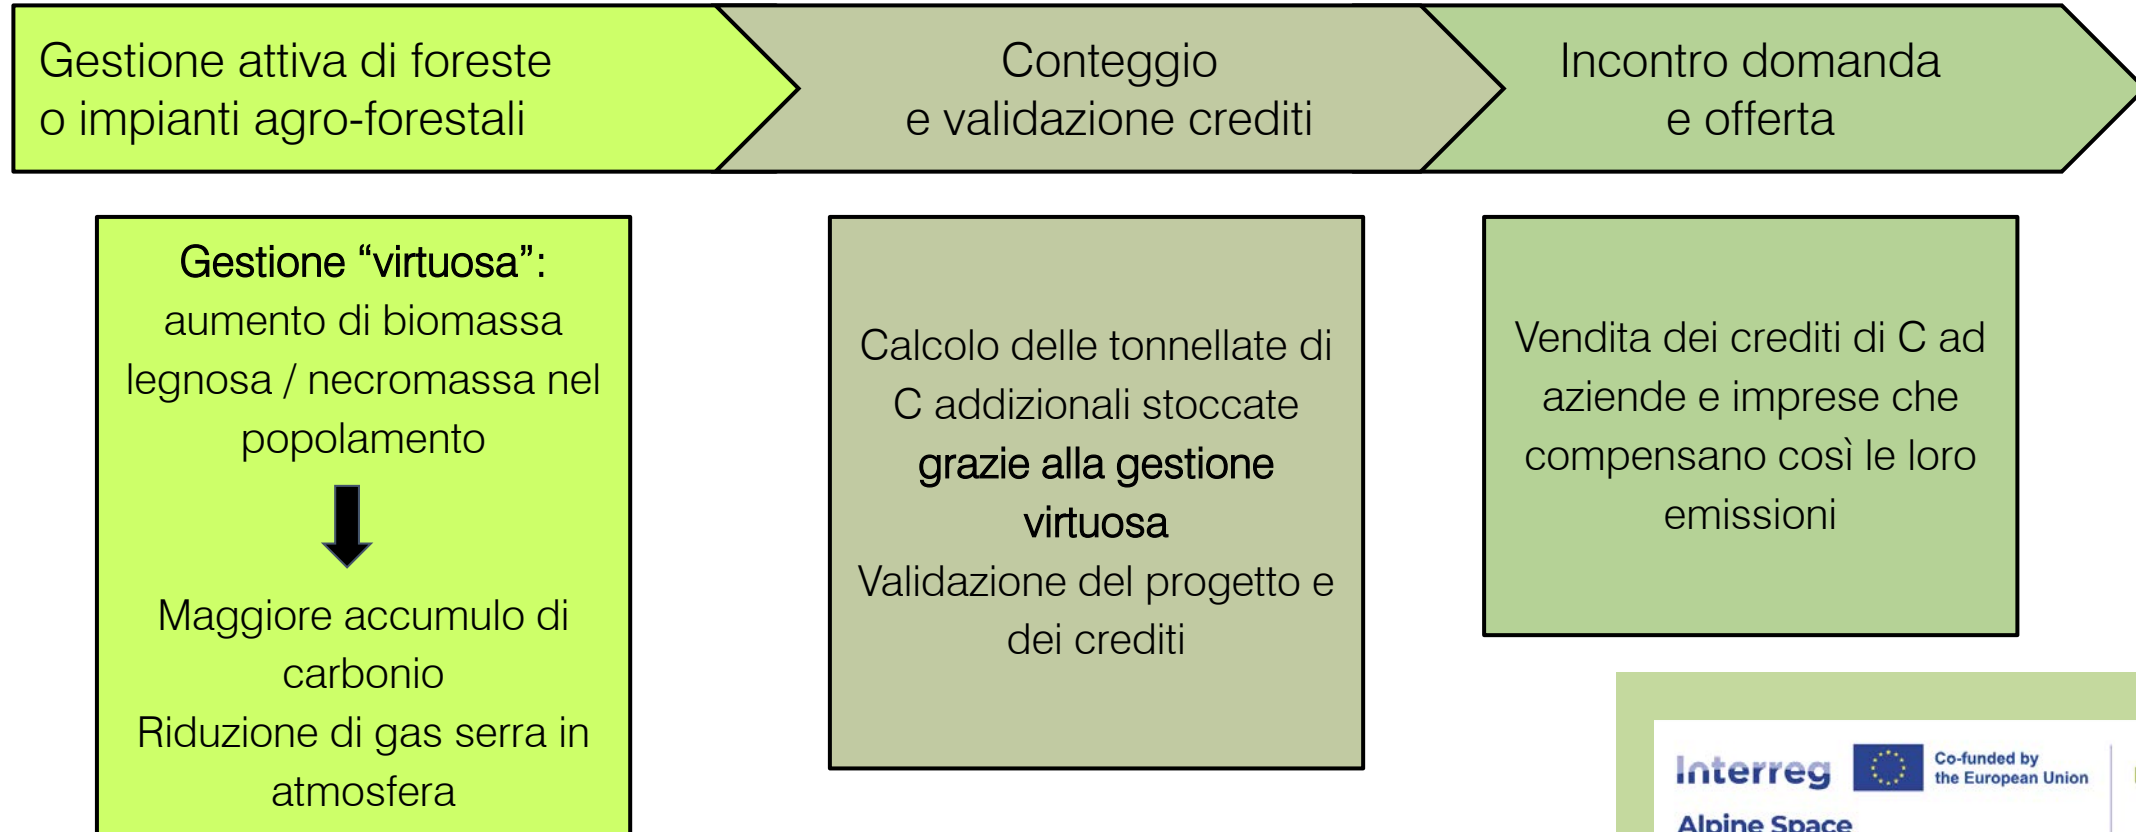 Gestione attiva di foreste
o impianti agro-forestali
Conteggio
e validazione crediti
Incontro domanda
e offerta
Gestione “virtuosa”:
aumento di biomassa
legnosa / necromassa nel
popolamento
Maggiore accumulo di
carbonio
Riduzione di gas serra in
atmosfera
Calcolo delle tonnellate di
C addizionali stoccate
grazie alla gestione
virtuosa
Validazione del progetto e
dei crediti
Vendita dei crediti di C ad
aziende e imprese che
compensano così le loro
emissioni
Interreg
Co-funded by
the European Union
Alpine Space